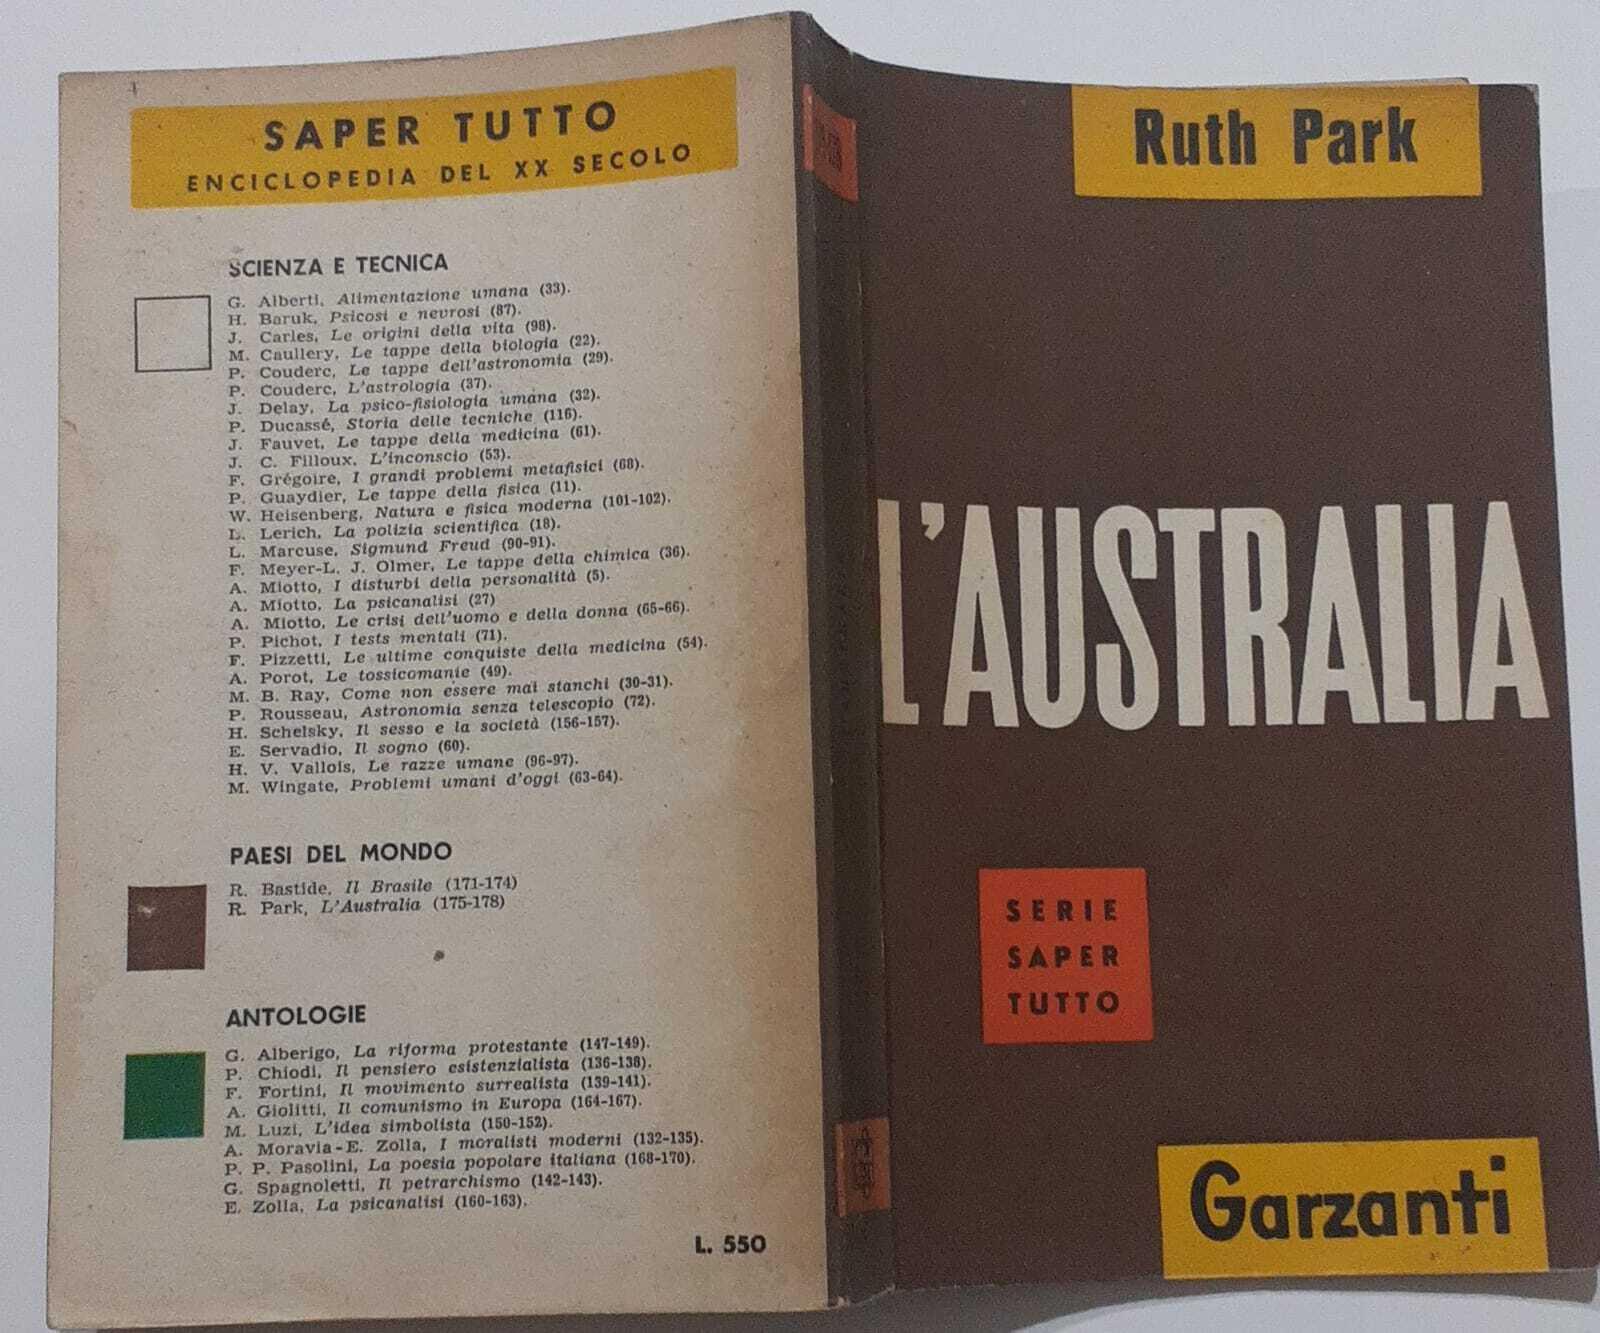 SAPER TUTTO
ENCICLOPEDIA DEL XX SECOLO
SCIENZA E TECNICA
G. Alberti, Alimentazione umana (33).
H. Baruk, Psicosi e nevrosi (87).
J. Carles, Le origini della vita (98).
M. Caullery, Le tappe della biologia (22).
P. Couderc, Le tappe dell'astronomia (29).
P. Couderc, L'astrologia (37).
J. Delay, La psico-fisiologia umana (32).
P. Ducassé, Storia delle tecniche (116).
J. Fauvet, Le tappe della medicina (61).
J. C. Filloux, L'inconscio (53).
F. Grégoire, I grandi problemi metafisici (68).
P. Guaydier, Le tappe della fisica (11).
W. Heisenberg, Natura e fisica moderna (101-102).
L. Lerich, La polizia scientifica (18).
L. Marcuse, Sigmund Freud (90-91).
F. Meyer-L. J. Olmer, Le tappe della chimica (36).
A. Miotto, I disturbi della personalità (5).
A. Miotto, La psicanalisi (27)
A. Miotto, Le crisi dell'uomo e della donna (65-66).
P. Pichot, I tests mentali (71).
F. Pizzetti, Le ultime conquiste della medicina (54).
A. Porot, Le tossicomanie (49).
M. B. Ray, Come non essere mai stanchi (30-31).
P. Rousseau, Astronomia senza telescopio (72).
H. Schelsky, Il sesso e la società (156-157).
E. Servadio, Il sogno (60).
H. V. Vallois, Le razze umane (96-97).
M. Wingate, Problemi umani d'oggi (63-64).
PAESI DEL MONDO
R. Bastide, Il Brasile (171-174)
R. Park, L'Australia (175-178)
ANTOLOGIE
G. Alberigo, La riforma protestante (147-149).
P. Chiodi, Il pensiero esistenzialista (136-138).
F. Fortini, Il movimento surrealista (139-141).
A. Giolitti, Il comunismo in Europa (164-167).
M. Luzi, L'idea simbolista (150-152).
A. Moravia-E. Zolla, I moralisti moderni (132-135).
P. P. Pasolini, La poesia popolare italiana (168-170).
G. Spagnoletti, Il petrarchismo (142-143).
E. Zolla, La psicanalisi (160-163).
L. 550
Ruth Park
L'AUSTRALIA
SERIE
SAPER
TUTTO
Garzanti